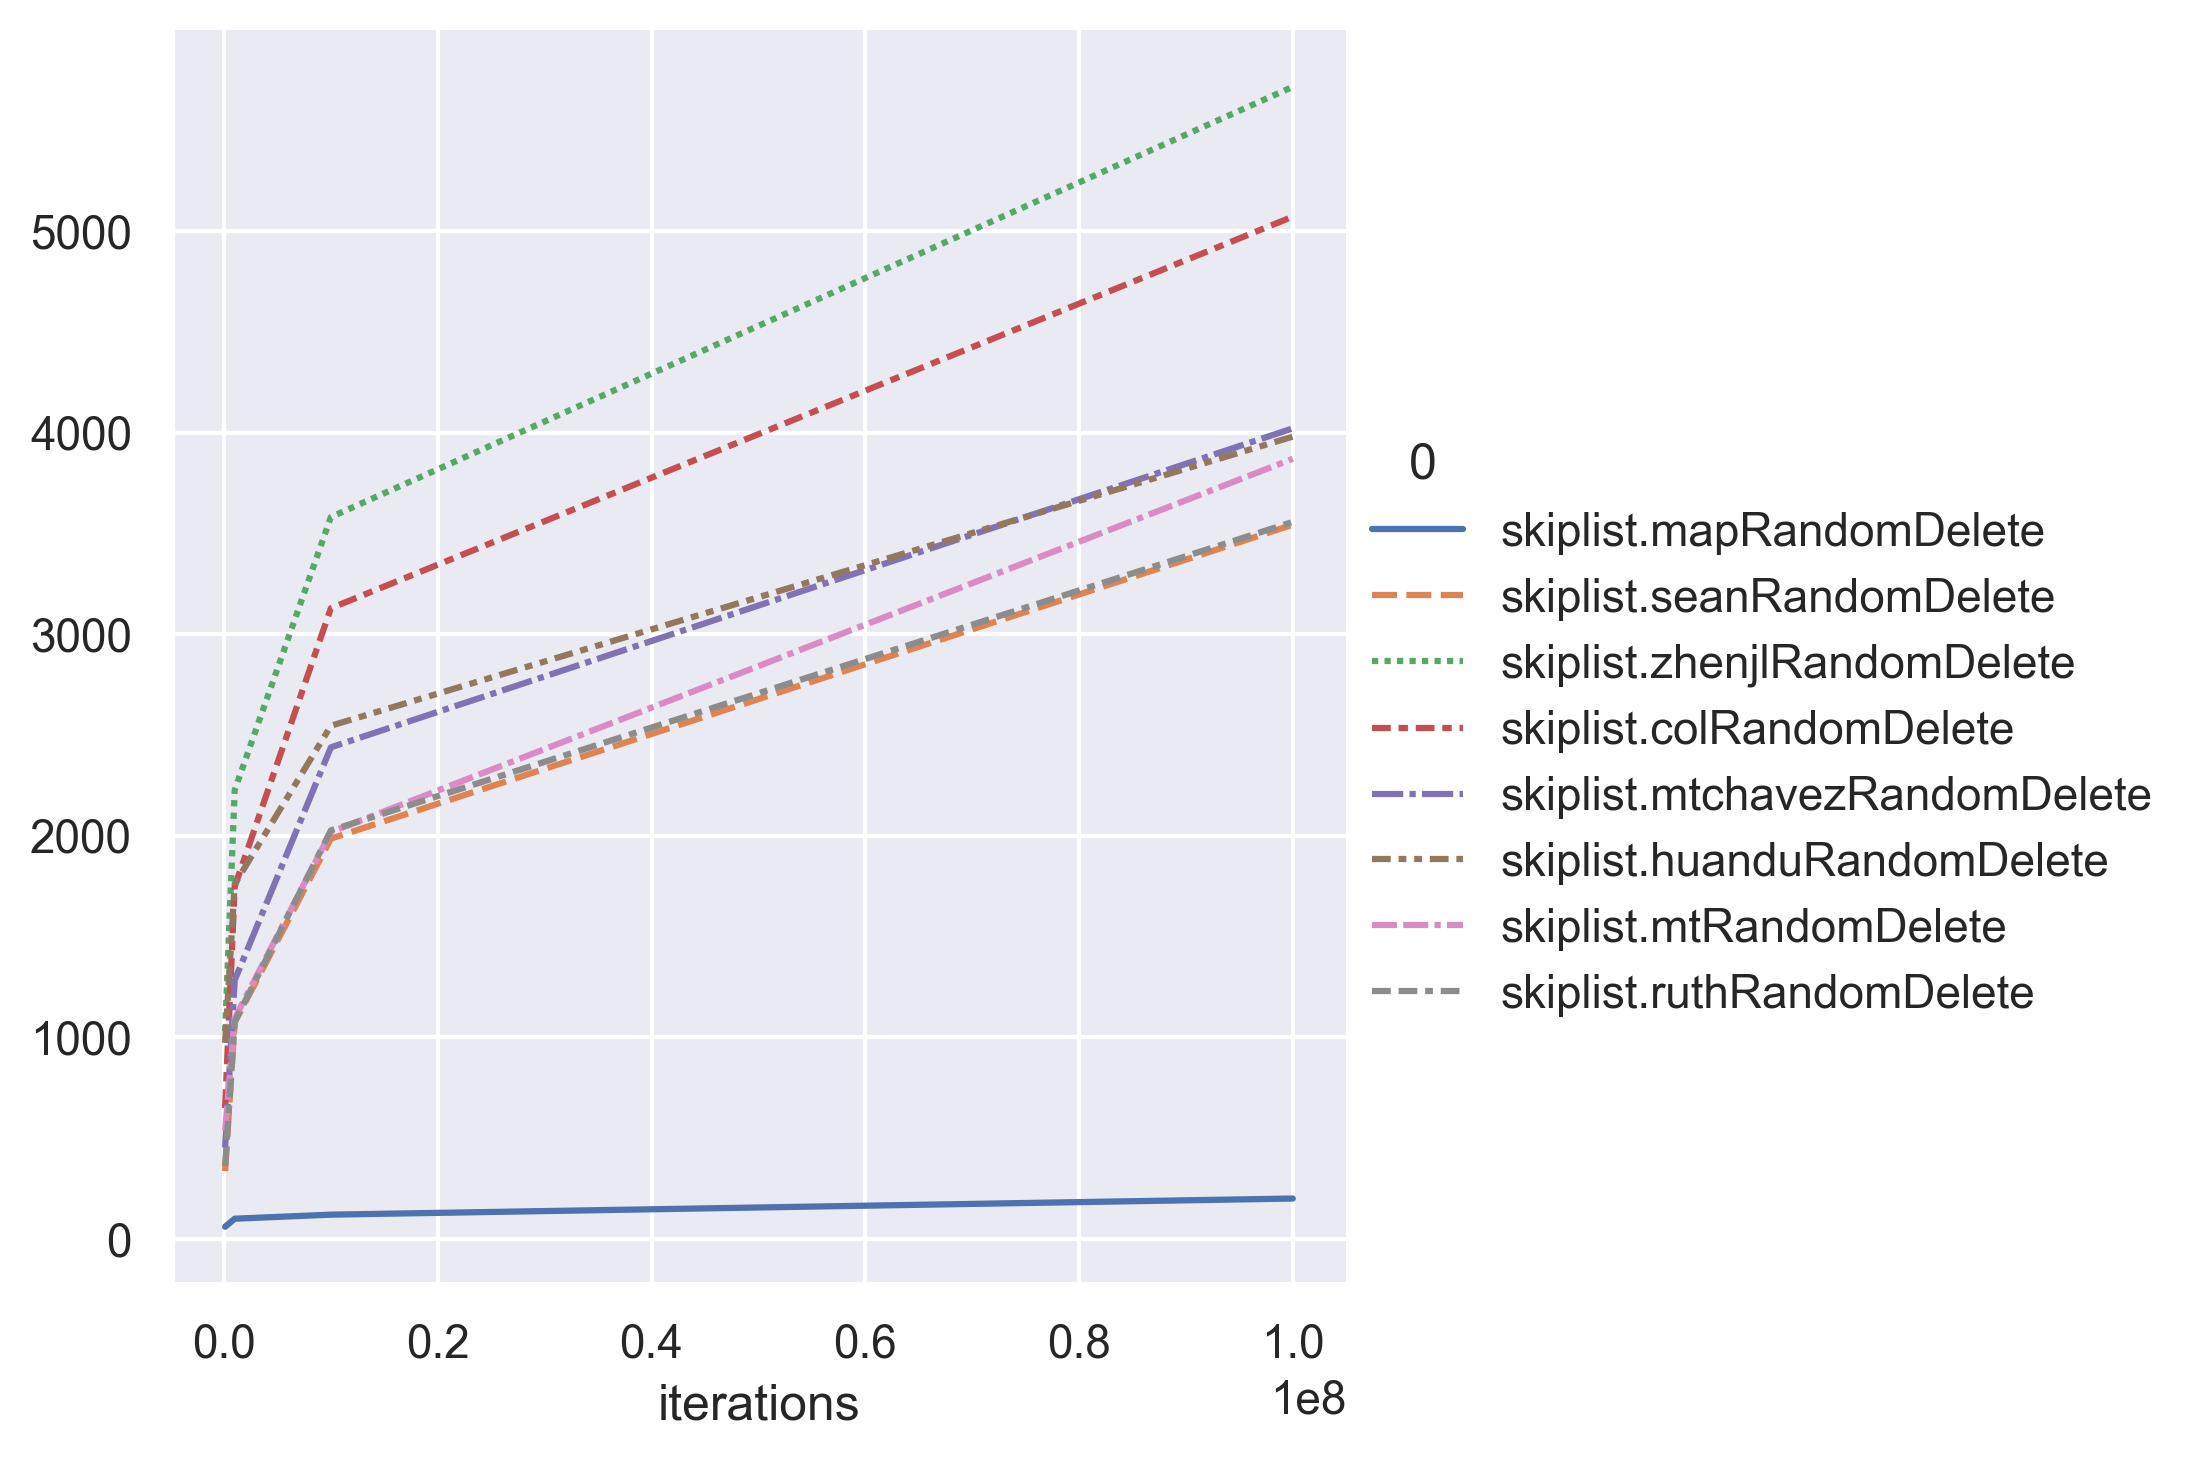 5000
4000
3000
2000
1000
0
0.0 0.2 0.4 0.6 0.8 1.0
1e8
iterations
0
skiplist.mapRandomDelete
skiplist.seanRandomDelete
skiplist.zhenjlRandomDelete
skiplist.colRandomDelete
skiplist.mtchavezRandomDelete
skiplist.huanduRandomDelete
skiplist.mtRandomDelete
skiplist.ruthRandomDelete